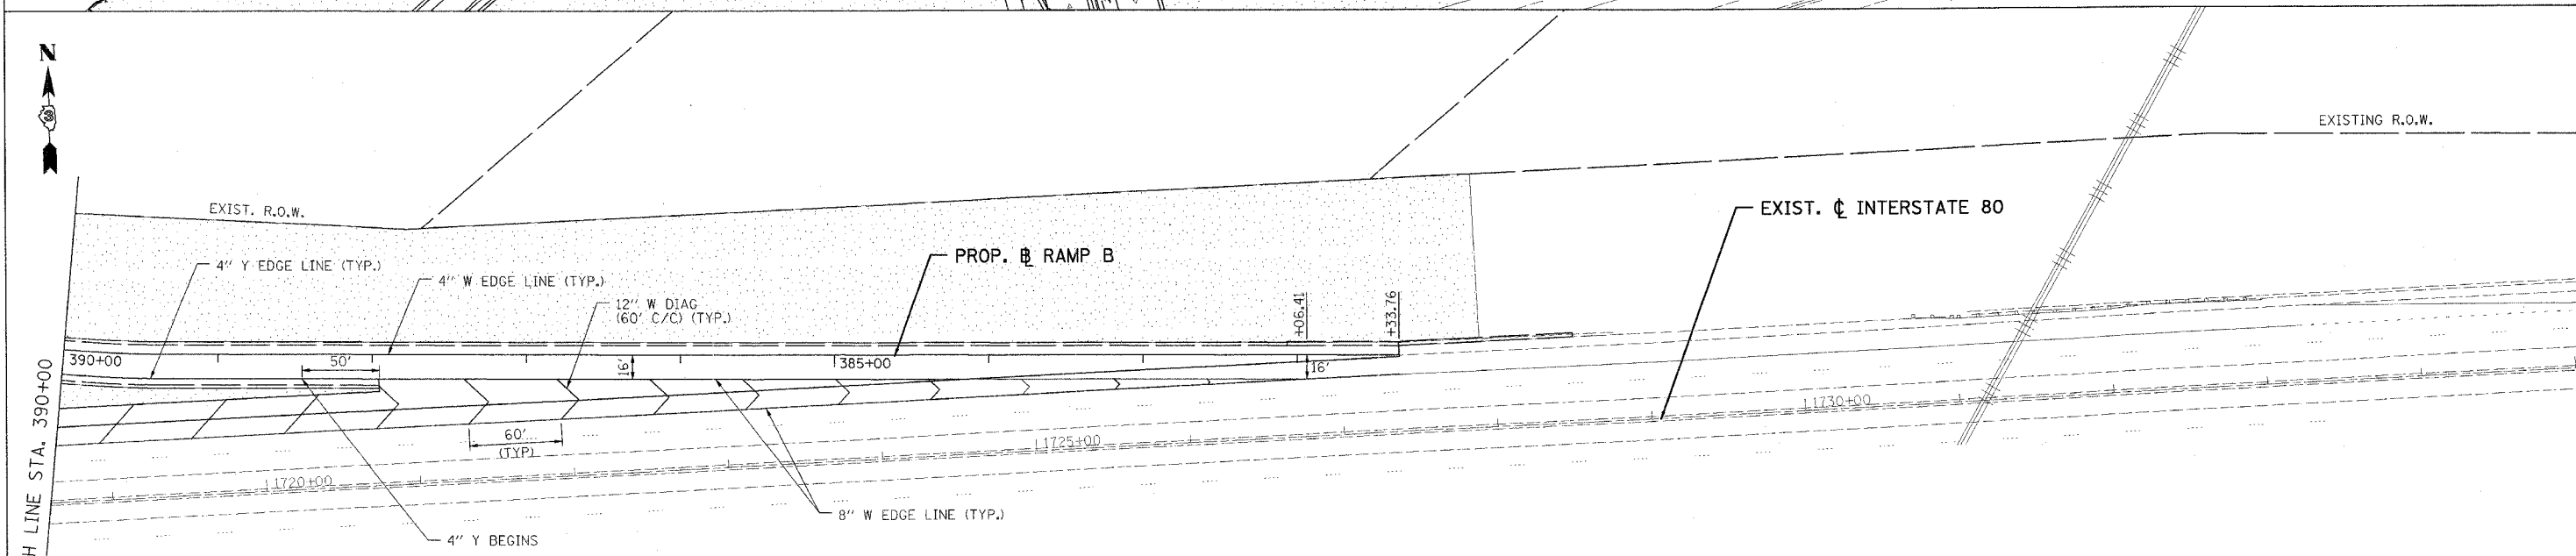 N
EXISTING R.O.W.
EXIST. R.O.W.
EXIST. ℄ INTERSTATE 80
PROP. B̲L̲ RAMP B
4" Y EDGE LINE (TYP.)
4" W EDGE LINE (TYP.)
12" W DIAG
(60' C/C) (TYP.)
+06.41
+33.76
390+00
50'
16'
385+00
16'
H LINE STA. 390+00
60'
(TYP)
1720+00
1725+00
1730+00
8" W EDGE LINE (TYP.)
4" Y BEGINS